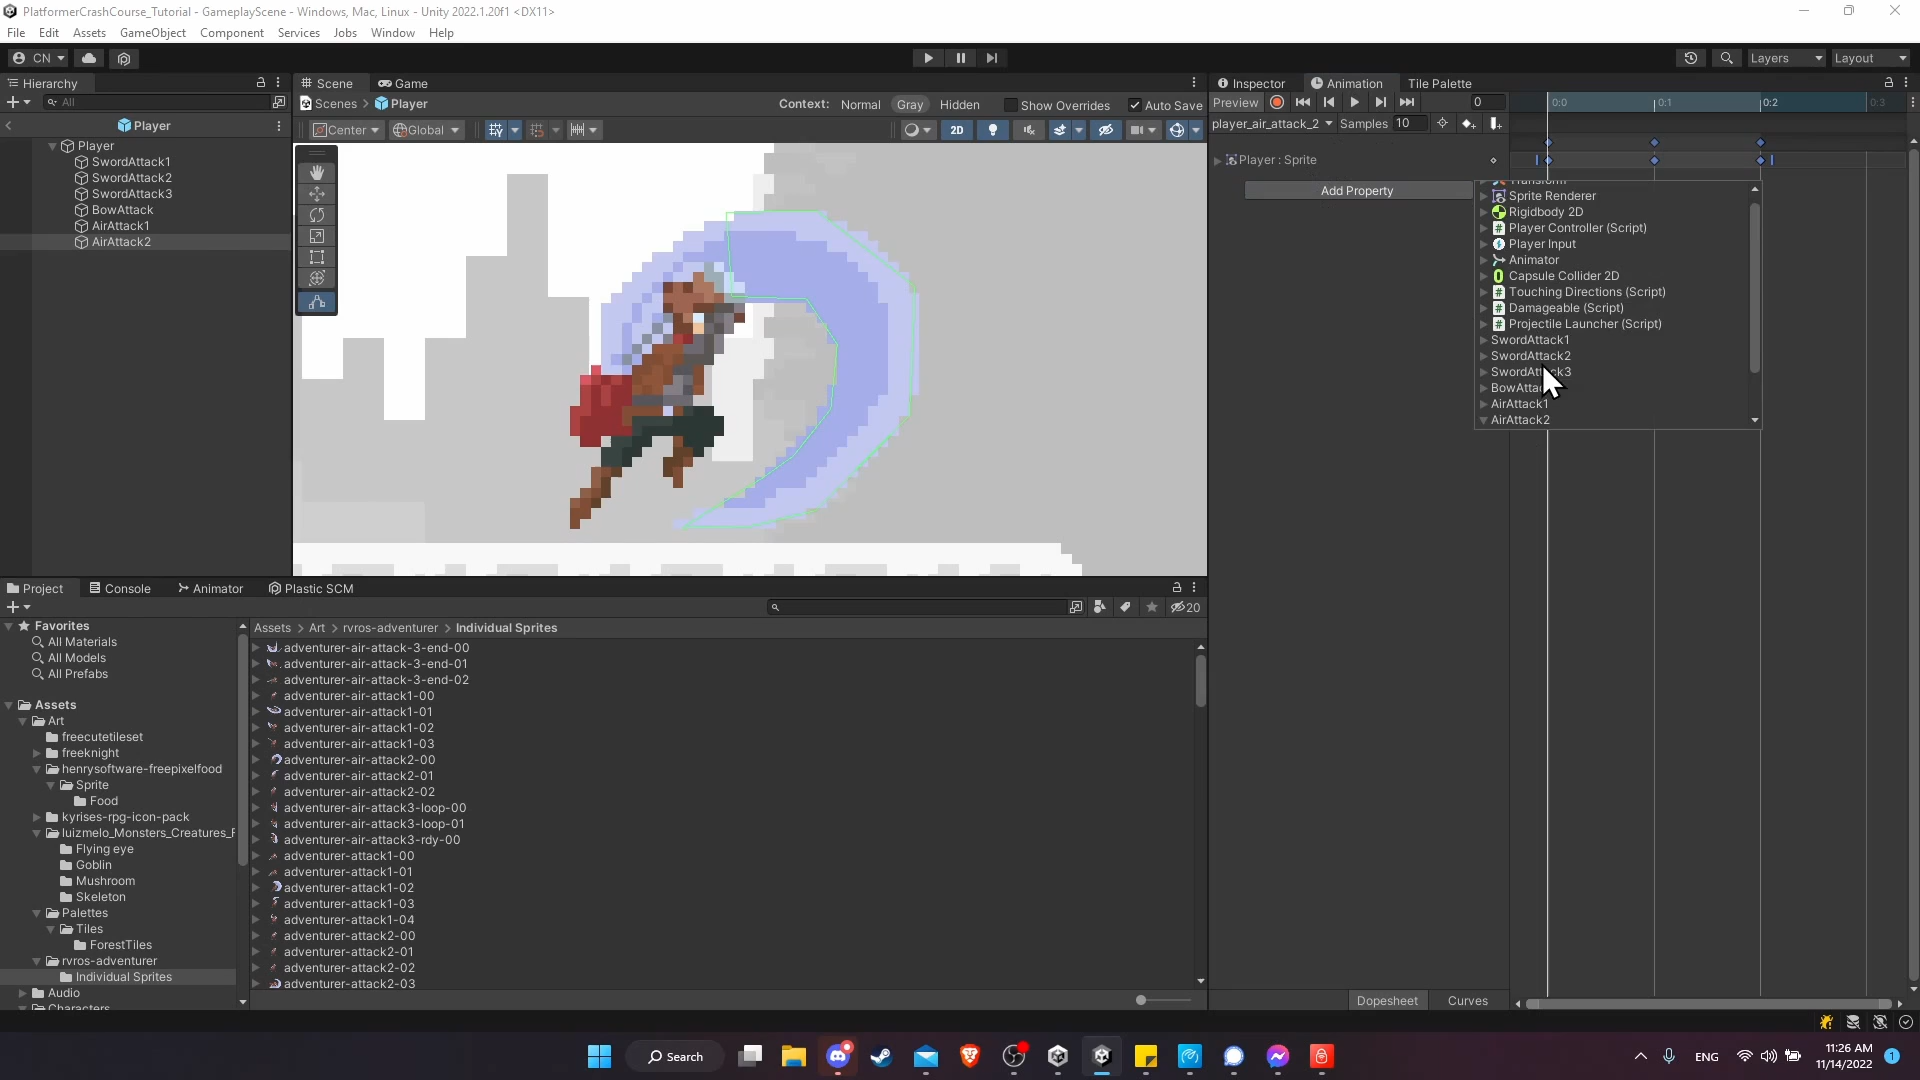 PlatformerCrashCourse_Tutorial - GameplayScene - Windows, Mac, Linux - Unity 2022.1.20f1 <DX11>
File Edit Assets GameObject Component Services Jobs Window Help
CN
Layers
Layout
Hierarchy
All
Player
Player
SwordAttack1
SwordAttack2
SwordAttack3
BowAttack
AirAttack1
AirAttack2
Scene
Game
Scenes > Player
Context: Normal Gray Hidden Show Overrides Auto Save
Center
Global
2D
Inspector
Animation
Tile Palette
Preview
0
0:0
0:1
0:2
0:3
player_air_attack_2
Samples 10
Player : Sprite
Add Property
Transform
Sprite Renderer
Rigidbody 2D
Player Controller (Script)
Player Input
Animator
Capsule Collider 2D
Touching Directions (Script)
Damageable (Script)
Projectile Launcher (Script)
SwordAttack1
SwordAttack2
SwordAttack3
BowAttac
AirAttack1
AirAttack2
Dopesheet
Curves
Project
Console
Animator
Plastic SCM
20
Favorites
All Materials
All Models
All Prefabs
Assets
Art
freecutetileset
freeknight
henrysoftware-freepixelfood
Sprite
Food
kyrises-rpg-icon-pack
luizmelo_Monsters_Creatures_F
Flying eye
Goblin
Mushroom
Skeleton
Palettes
Tiles
ForestTiles
rvros-adventurer
Individual Sprites
Audio
Characters
Assets > Art > rvros-adventurer > Individual Sprites
adventurer-air-attack-3-end-00
adventurer-air-attack-3-end-01
adventurer-air-attack-3-end-02
adventurer-air-attack1-00
adventurer-air-attack1-01
adventurer-air-attack1-02
adventurer-air-attack1-03
adventurer-air-attack2-00
adventurer-air-attack2-01
adventurer-air-attack2-02
adventurer-air-attack3-loop-00
adventurer-air-attack3-loop-01
adventurer-air-attack3-rdy-00
adventurer-attack1-00
adventurer-attack1-01
adventurer-attack1-02
adventurer-attack1-03
adventurer-attack1-04
adventurer-attack2-00
adventurer-attack2-01
adventurer-attack2-02
adventurer-attack2-03
Search
ENG
11:26 AM
11/14/2022
1